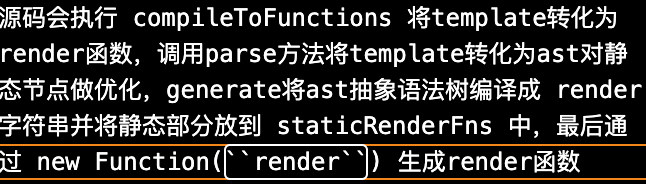 源码会执行 compileToFunctions 将template转化为
render函数，调用parse方法将template转化为ast对静
态节点做优化，generate将ast抽象语法树编译成 render
字符串并将静态部分放到 staticRenderFns 中，最后通
过 new Function(``render``) 生成render函数